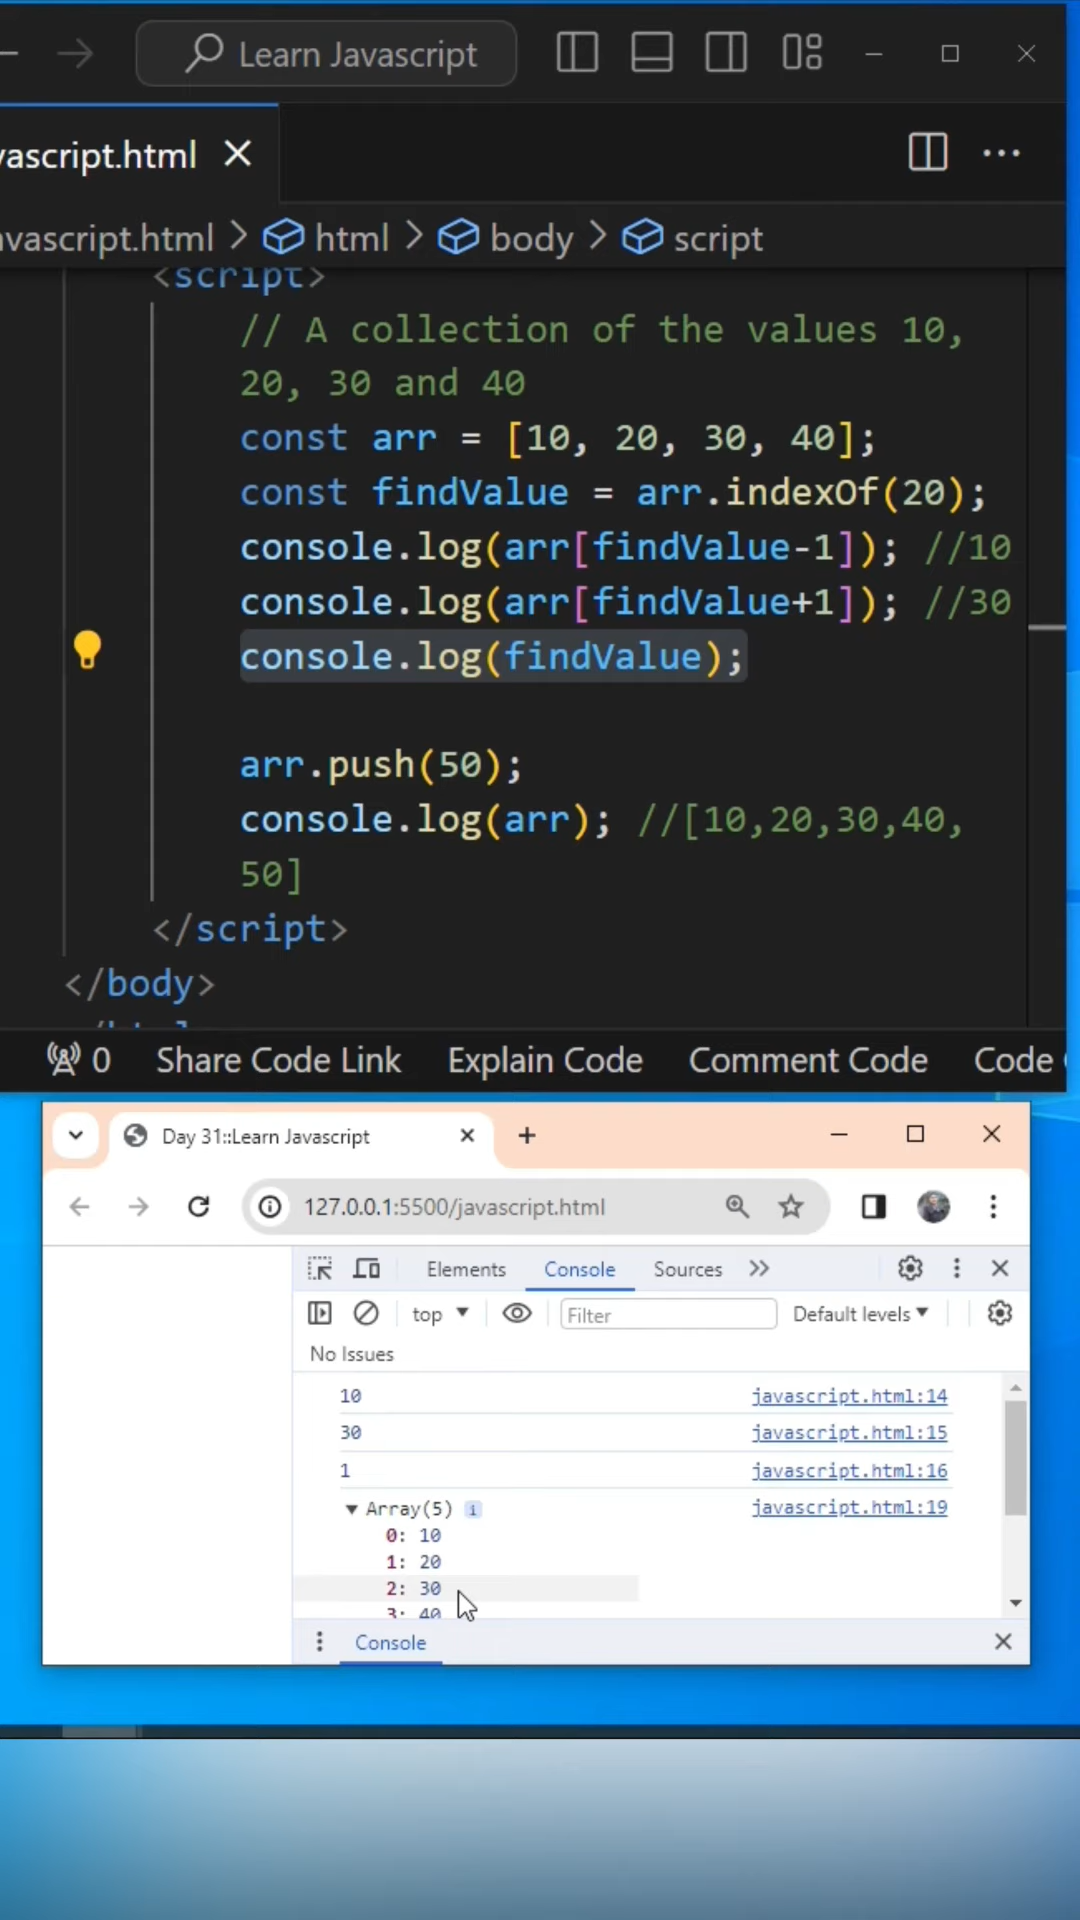 Learn Javascript
vascript.html
vascript.html > html > body > script
<script>
// A collection of the values 10,
20, 30 and 40
const arr = [10, 20, 30, 40];
const findValue = arr.indexOf(20);
console.log(arr[findValue-1]); //10
console.log(arr[findValue+1]); //30
console.log(findValue);
arr.push(50);
console.log(arr); //[10,20,30,40,
50]
</script>
</body>
0 Share Code Link Explain Code Comment Code Code
Day 31::Learn Javascript
127.0.0.1:5500/javascript.html
Elements Console Sources
top Filter Default levels
No Issues
10 javascript.html:14
30 javascript.html:15
1 javascript.html:16
Array(5) i javascript.html:19
0: 10
1: 20
2: 30
3: 40
Console